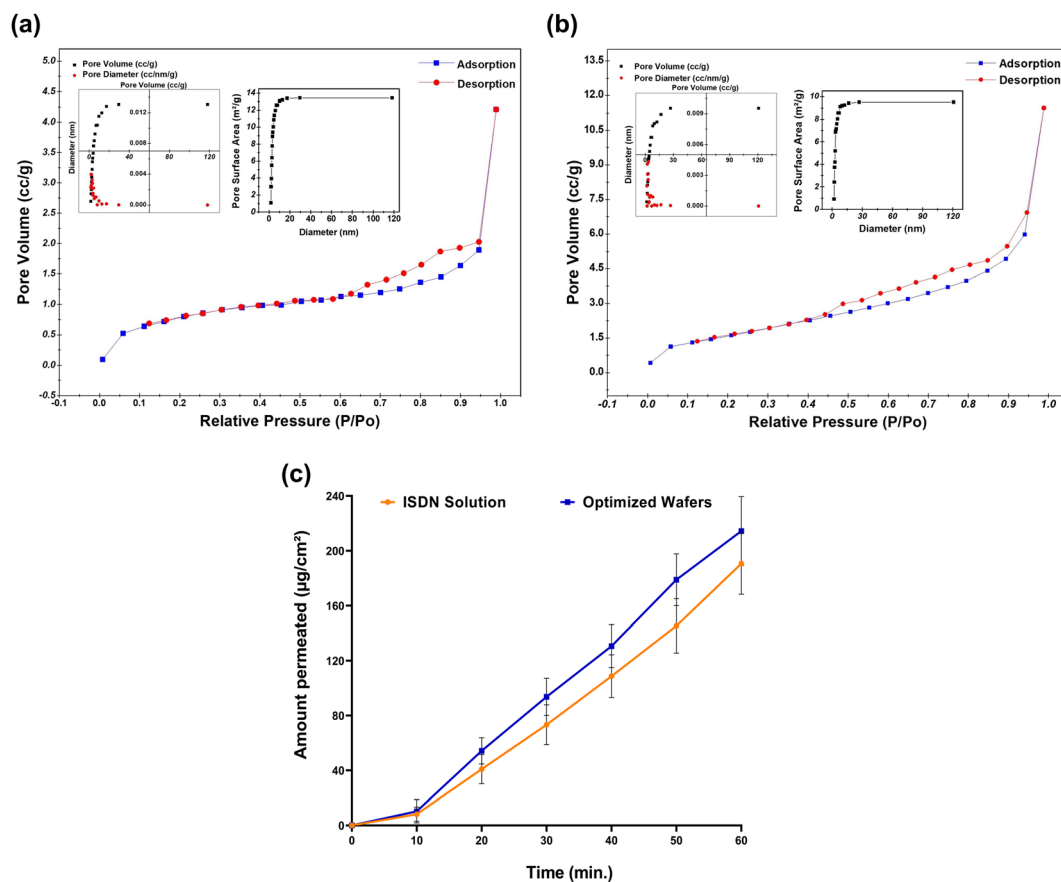 (a)
5.0
4.5
4.0
3.5
3.0
2.5
2.0
1.5
1.0
0.5
0.0
-0.5
Pore Volume (cc/g)
-0.1 0.0 0.1 0.2 0.3 0.4 0.5 0.6 0.7 0.8 0.9 1.0
Relative Pressure (P/Po)
Adsorption
Desorption
Pore Volume (cc/g)
Pore Diameter (cc/nm/g)
Pore Volume (cc/g)
0.012
0.008
0 30 60 90 120
0.004
0.000
Diameter (nm)
14
12
10
8
6
4
2
0
Pore Surface Area (m²/g)
0 20 40 60 80 100 120
Diameter (nm)
(b)
13.5
12.0
10.5
9.0
7.5
6.0
4.5
3.0
1.5
0.0
Pore Volume (cc/g)
-0.1 0.0 0.1 0.2 0.3 0.4 0.5 0.6 0.7 0.8 0.9 1.0
Relative Pressure (P/Po)
Adsorption
Desorption
Pore Volume (cc/g)
Pore Diameter (cc/nm/g)
Pore Volume (cc/g)
0.009
0.006
0 30 60 90 120
0.003
0.000
Diameter (nm)
10
8
6
4
2
0
Pore Surface Area (m²/g)
0 20 40 60 80 100 120
Diameter (nm)
(c)
ISDN Solution
Optimized Wafers
240
200
160
120
80
40
0
Amount permeated (µg/cm²)
0 10 20 30 40 50 60
Time (min.)